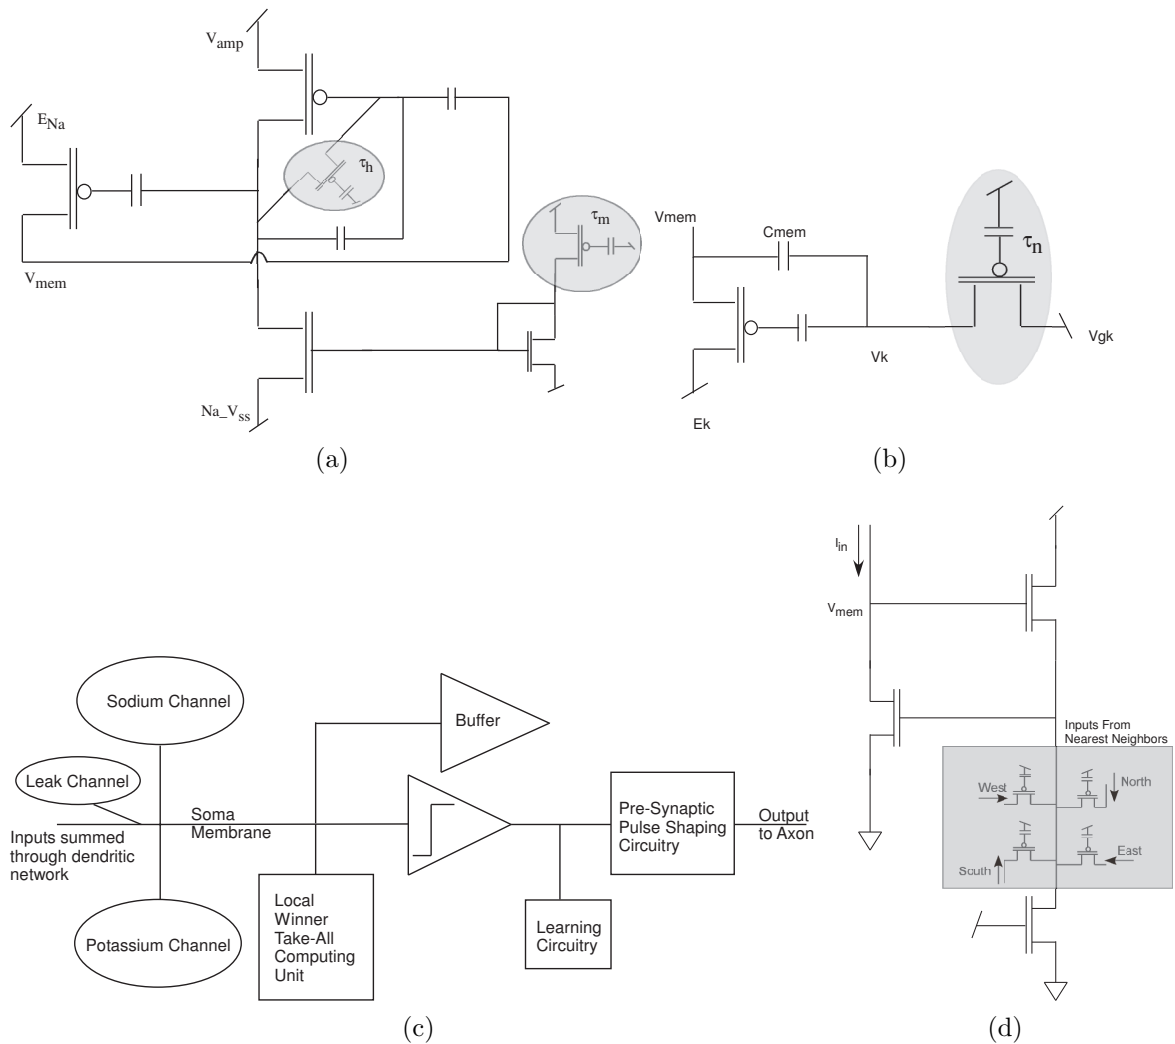 V_amp
E_Na
τ_h
τ_m
V_mem
Na_V_ss
(a)
Vmem
Cmem
τ_n
Vk
Vgk
Ek
(b)
Sodium Channel
Leak Channel
Buffer
Soma
Membrane
Inputs summed
through dendritic
network
Pre-Synaptic
Pulse Shaping
Circuitry
Output
to Axon
Local
Winner
Take-All
Computing
Unit
Learning
Circuitry
Potassium Channel
(c)
I_in
V_mem
Inputs From
Nearest Neighbors
West
North
South
East
(d)